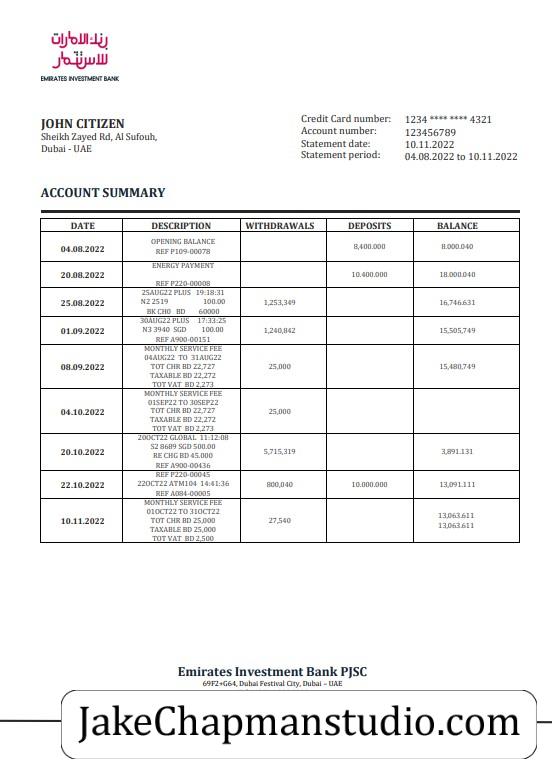 بنك الامارات
للاستثمار
EMIRATES INVESTMENT BANK
JOHN CITIZEN
Sheikh Zayed Rd, Al Sufouh,
Dubai - UAE
Credit Card number: 1234 **** **** 4321
Account number: 123456789
Statement date: 10.11.2022
Statement period: 04.08.2022 to 10.11.2022
ACCOUNT SUMMARY
DATE DESCRIPTION WITHDRAWALS DEPOSITS BALANCE
04.08.2022
OPENING BALANCE
REF P109-00078
8,400.000
8.000.040
20.08.2022
ENERGY PAYMENT
REF P220-00008
10.400.000
18.000.040
25.08.2022
25AUG22 PLUS 19:18:31
N2 2519 100.00
BK CH0 BD 60000
1,253,349
16,746.631
01.09.2022
30AUG22 PLUS 17:33:25
N3 3940 SGD 100.00
REF A900-00151
1,240,842
15,505,749
08.09.2022
MONTHLY SERVICE FEE
04AUG22 TO 31AUG22
TOT CHR BD 22,727
TAXABLE BD 22,272
TOT VAT BD 2,273
25,000
15,480,749
04.10.2022
MONTHLY SERVICE FEE
01SEP22 TO 30SEP22
TOT CHR BD 22,727
TAXABLE BD 22,272
TOT VAT BD 2,273
25,000
20.10.2022
20OCT22 GLOBAL 11:12:08
S2 8689 SGD 500.00
RE CHG BD 45.000
REF A900-00436
5,715,319
3,891.131
22.10.2022
REF P220-00045
22OCT22 ATM104 14:41:36
REF A084-00005
800,040
10.000.000
13,091.111
10.11.2022
MONTHLY SERVICE FEE
01OCT22 TO 31OCT22
TOT CHR BD 25,000
TAXABLE BD 25,000
TOT VAT BD 2,500
27,540
13,063.611
13,063.611
Emirates Investment Bank PJSC
69F2+G64, Dubai Festival City, Dubai – UAE
JakeChapmanstudio.com